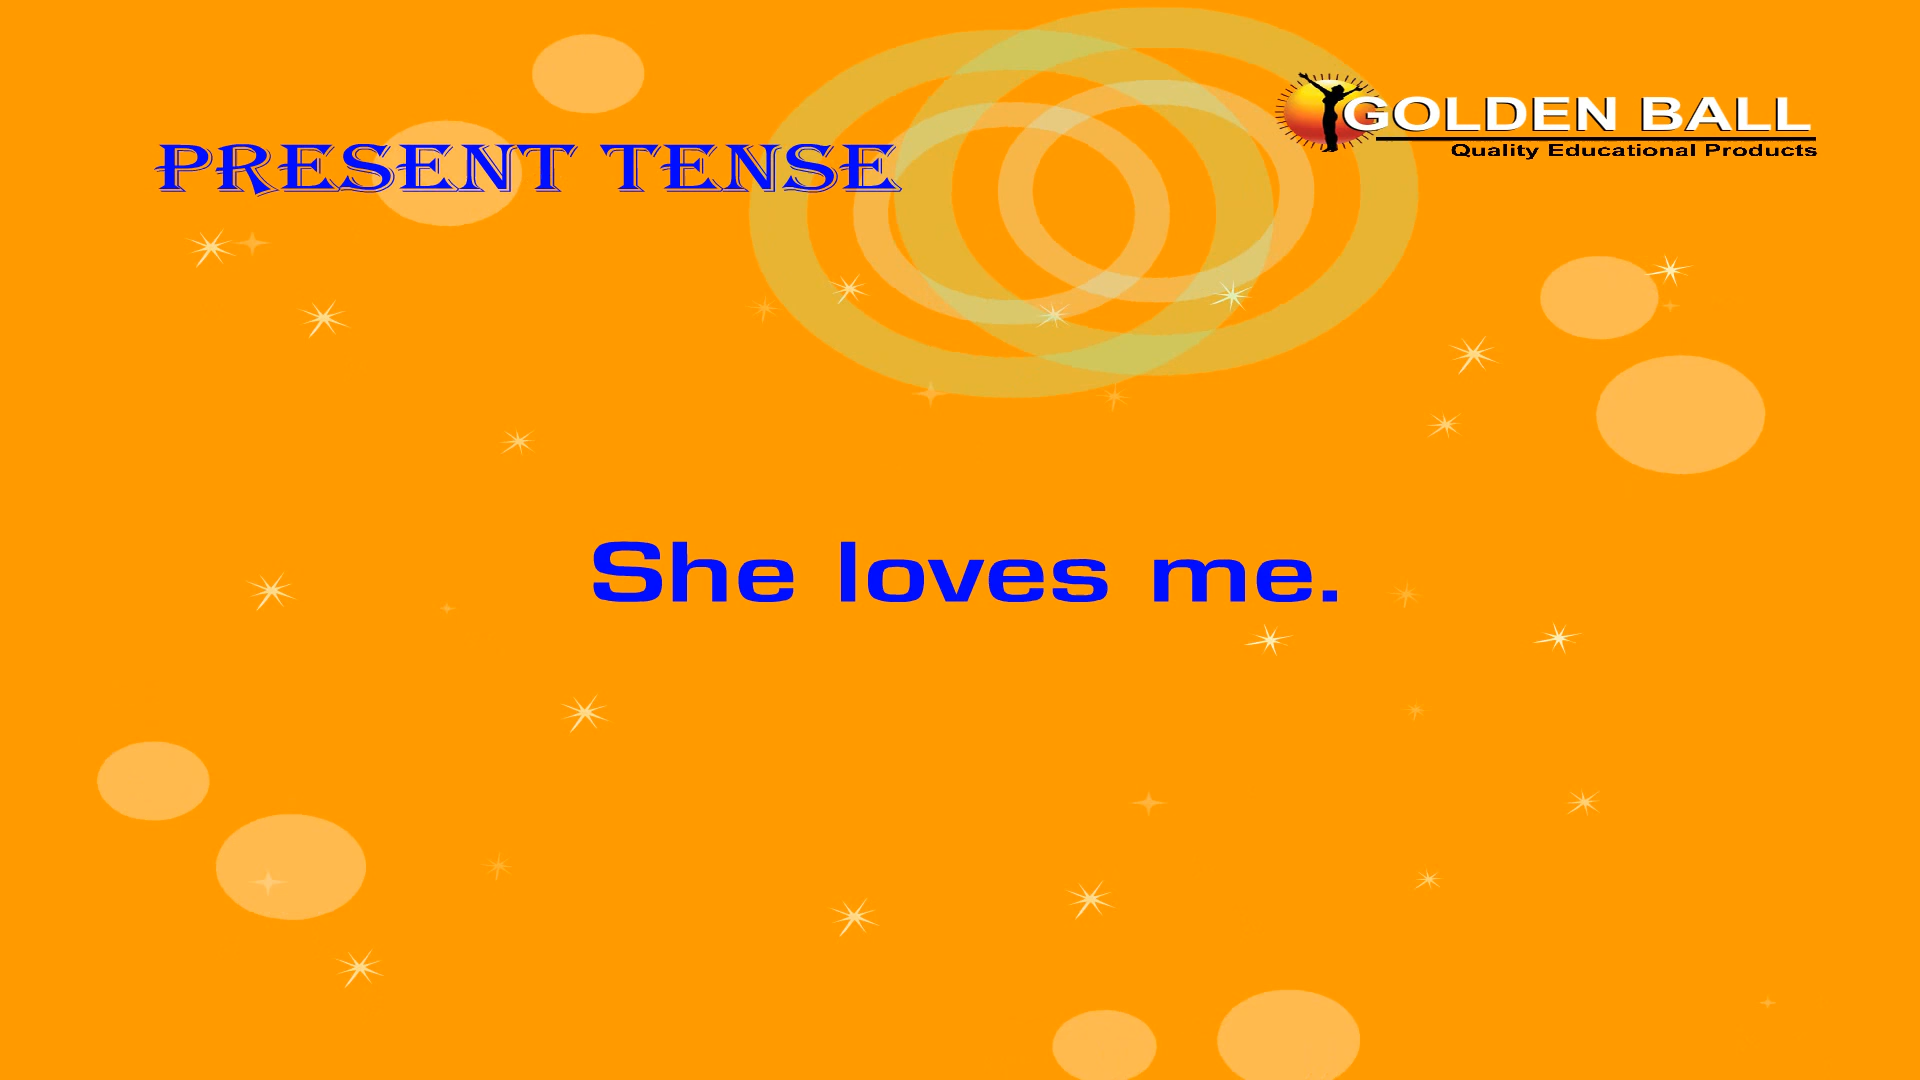 PRESENT TENSE
GOLDEN BALL
Quality Educational Products
She loves me.